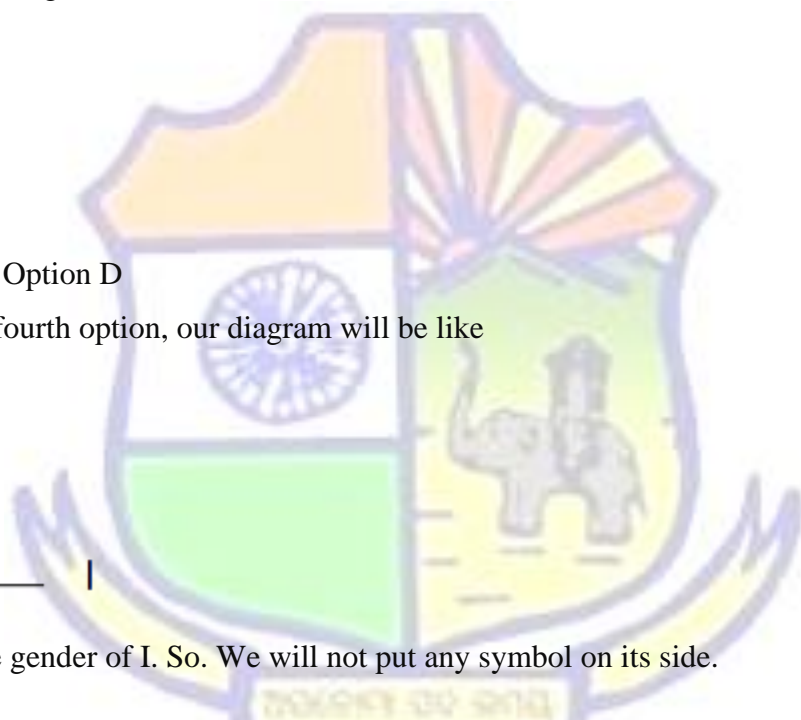 Option D
fourth option, our diagram will be like
I
gender of I. So. We will not put any symbol on its side.